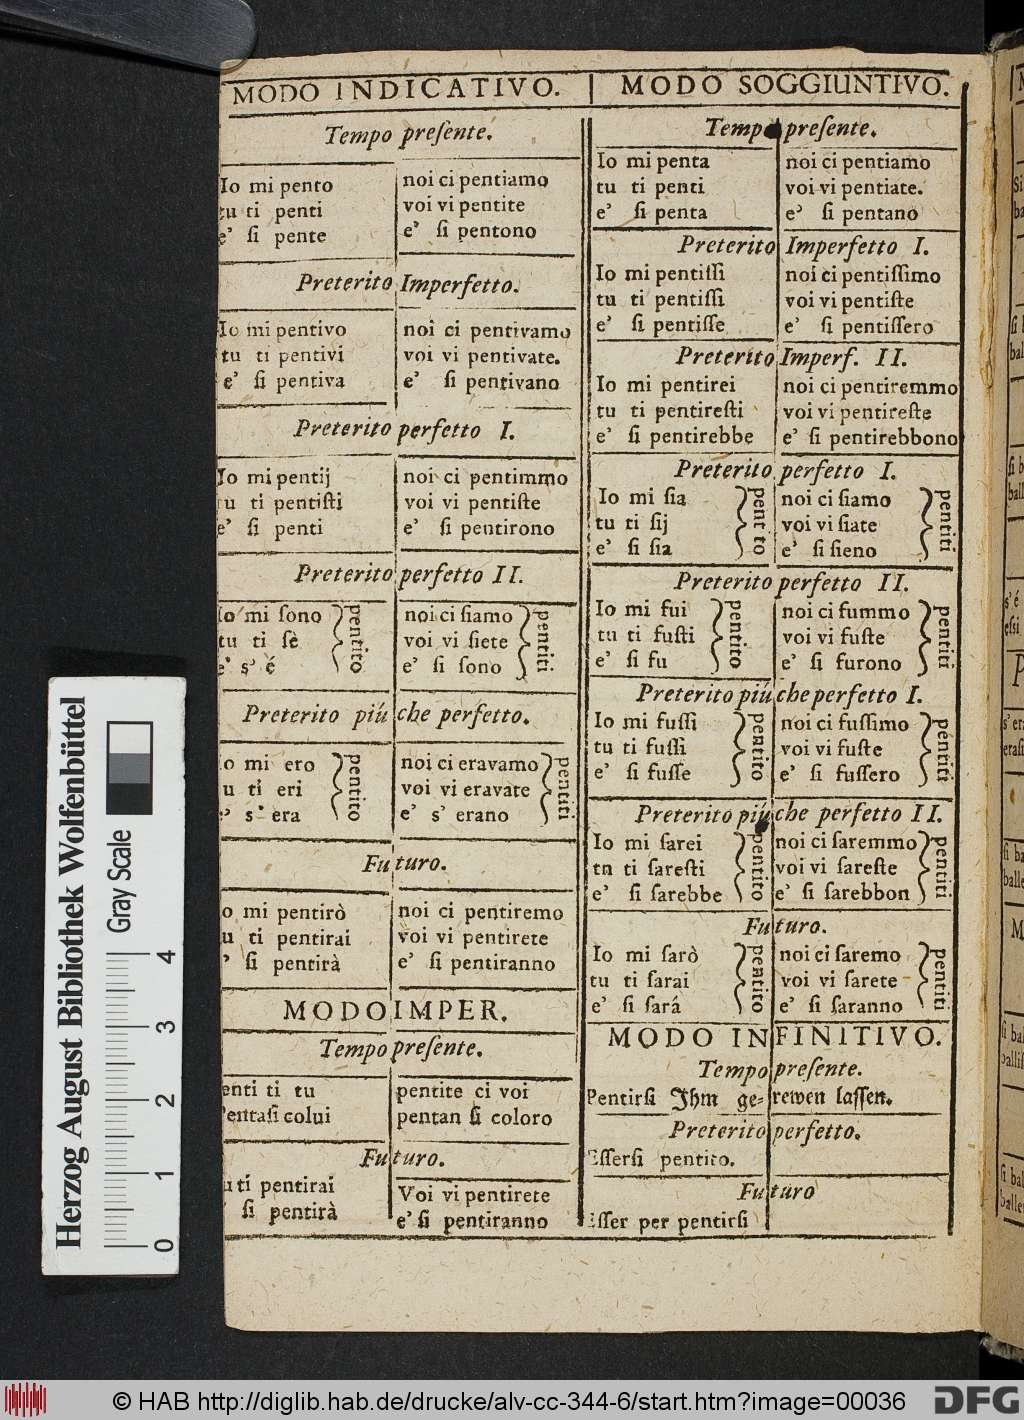 MODO INDICATIVO.
Tempo preſente.
Io mi pento
tu ti penti
e' ſi pente
noi ci pentiamo
voi vi pentite
e' ſi pentono
Preterito Imperfetto.
Io mi pentivo
tu ti pentivi
e' ſi pentiva
noi ci pentivamo
voi vi pentivate.
e' ſi pentivano
Preterito perfetto I.
Io mi pentij
tu ti pentiſti
e' ſi penti
noi ci pentimmo
voi vi pentiſte
e' ſi pentirono
Preterito perfetto II.
Io mi ſono
tu ti ſè
e' s' é
pentito
noi ci ſiamo
voi vi ſiete
e' ſi ſono
pentiti
Preterito piú che perfetto.
o mi ero
u ti eri
e' s' era
pentito
noi ci eravamo
voi vi eravate
e' s' erano
pentiti
Futuro.
o mi pentirò
u ti pentirai
' ſi pentirà
noi ci pentiremo
voi vi pentirete
e' ſi pentiranno
MODO IMPER.
Tempo preſente.
enti ti tu
Pentaſi colui
pentite ci voi
pentan ſi coloro
Futuro.
u ti pentirai
ſi pentirà
Voi vi pentirete
e' ſi pentiranno
MODO SOGGIUNTIVO.
Tempo preſente.
Io mi penta
tu ti penti
e' ſi penta
noi ci pentiamo
voi vi pentiate.
e' ſi pentano
Preterito Imperfetto I.
Io mi pentiſſi
tu ti pentiſſi
e' ſi pentiſſe
noi ci pentiſſimo
voi vi pentiſte
e' ſi pentiſſero
Preterito Imperf. II.
Io mi pentirei
tu ti pentireſti
e' ſi pentirebbe
noi ci pentiremmo
voi vi pentireſte
e' ſi pentirebbono
Preterito perfetto I.
Io mi ſia
tu ti ſij
e' ſi ſia
pent to
noi ci ſiamo
voi vi ſiate
e' ſi ſieno
pentiti
Preterito perfetto II.
Io mi fui
tu ti fuſti
e' ſi fu
pentito
noi ci fummo
voi vi fuſte
e' ſi furono
pentiti
Preterito piú che perfetto I.
Io mi fuſſi
tu ti fuſſi
e' ſi fuſſe
pentito
noi ci fuſſimo
voi vi fuſte
e' ſi fuſſero
pentiti
Preterito piú che perfetto II.
Io mi ſarei
tn ti ſareſti
e' ſi ſarebbe
pentito
noi ci ſaremmo
voi vi ſareſte
e' ſi ſarebbon
pentiti
Futuro.
Io mi ſarò
tu ti ſarai
e' ſi ſará
pentito
noi ci ſaremo
voi vi ſarete
e' ſi ſaranno
pentiti
MODO INFINITIVO.
Tempo preſente.
Pentirſi Ihm ge-rewen laſſen.
Preterito perfetto.
Eſſerſi pentito.
Futuro
Eſſer per pentirſi
Herzog August Bibliothek Wolfenbüttel
Gray Scale
0 1 2 3 4
© HAB http://diglib.hab.de/drucke/alv-cc-344-6/start.htm?image=00036
DFG